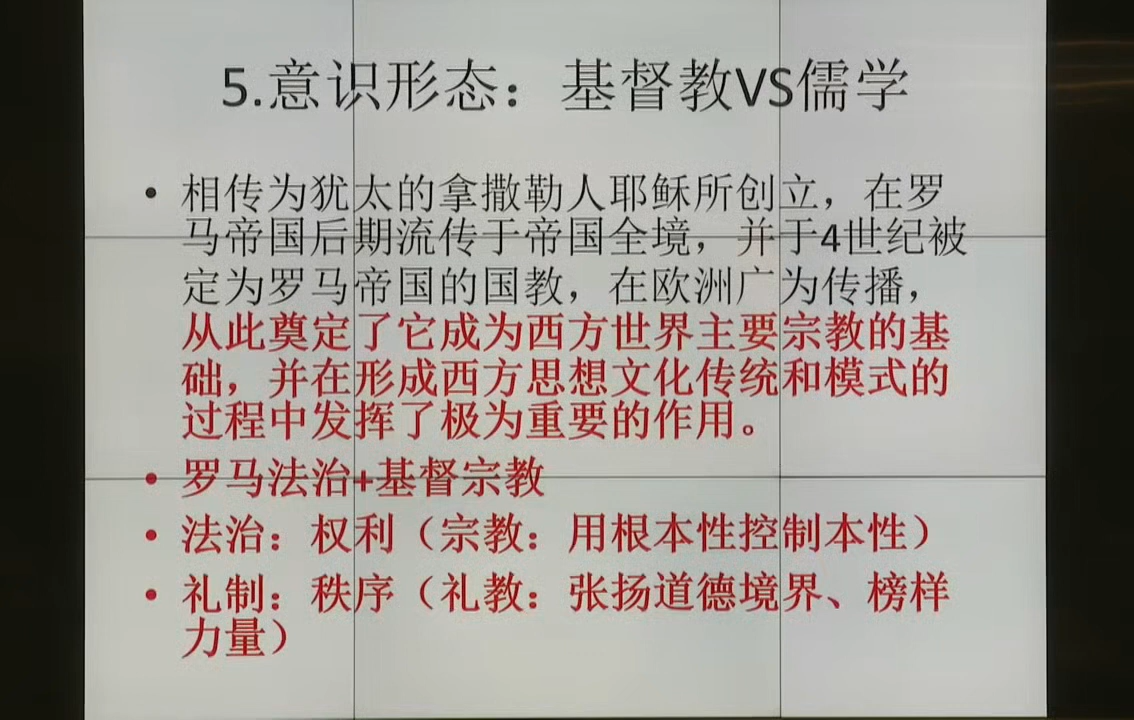 5.意识形态：基督教VS儒学
• 相传为犹太的拿撒勒人耶稣所创立，在罗
马帝国后期流传于帝国全境，并于4世纪被
定为罗马帝国的国教，在欧洲广为传播，
从此奠定了它成为西方世界主要宗教的基
础，并在形成西方思想文化传统和模式的
过程中发挥了极为重要的作用。
• 罗马法治+基督宗教
• 法治：权利（宗教：用根本性控制本性）
• 礼制：秩序（礼教：张扬道德境界、榜样
力量）